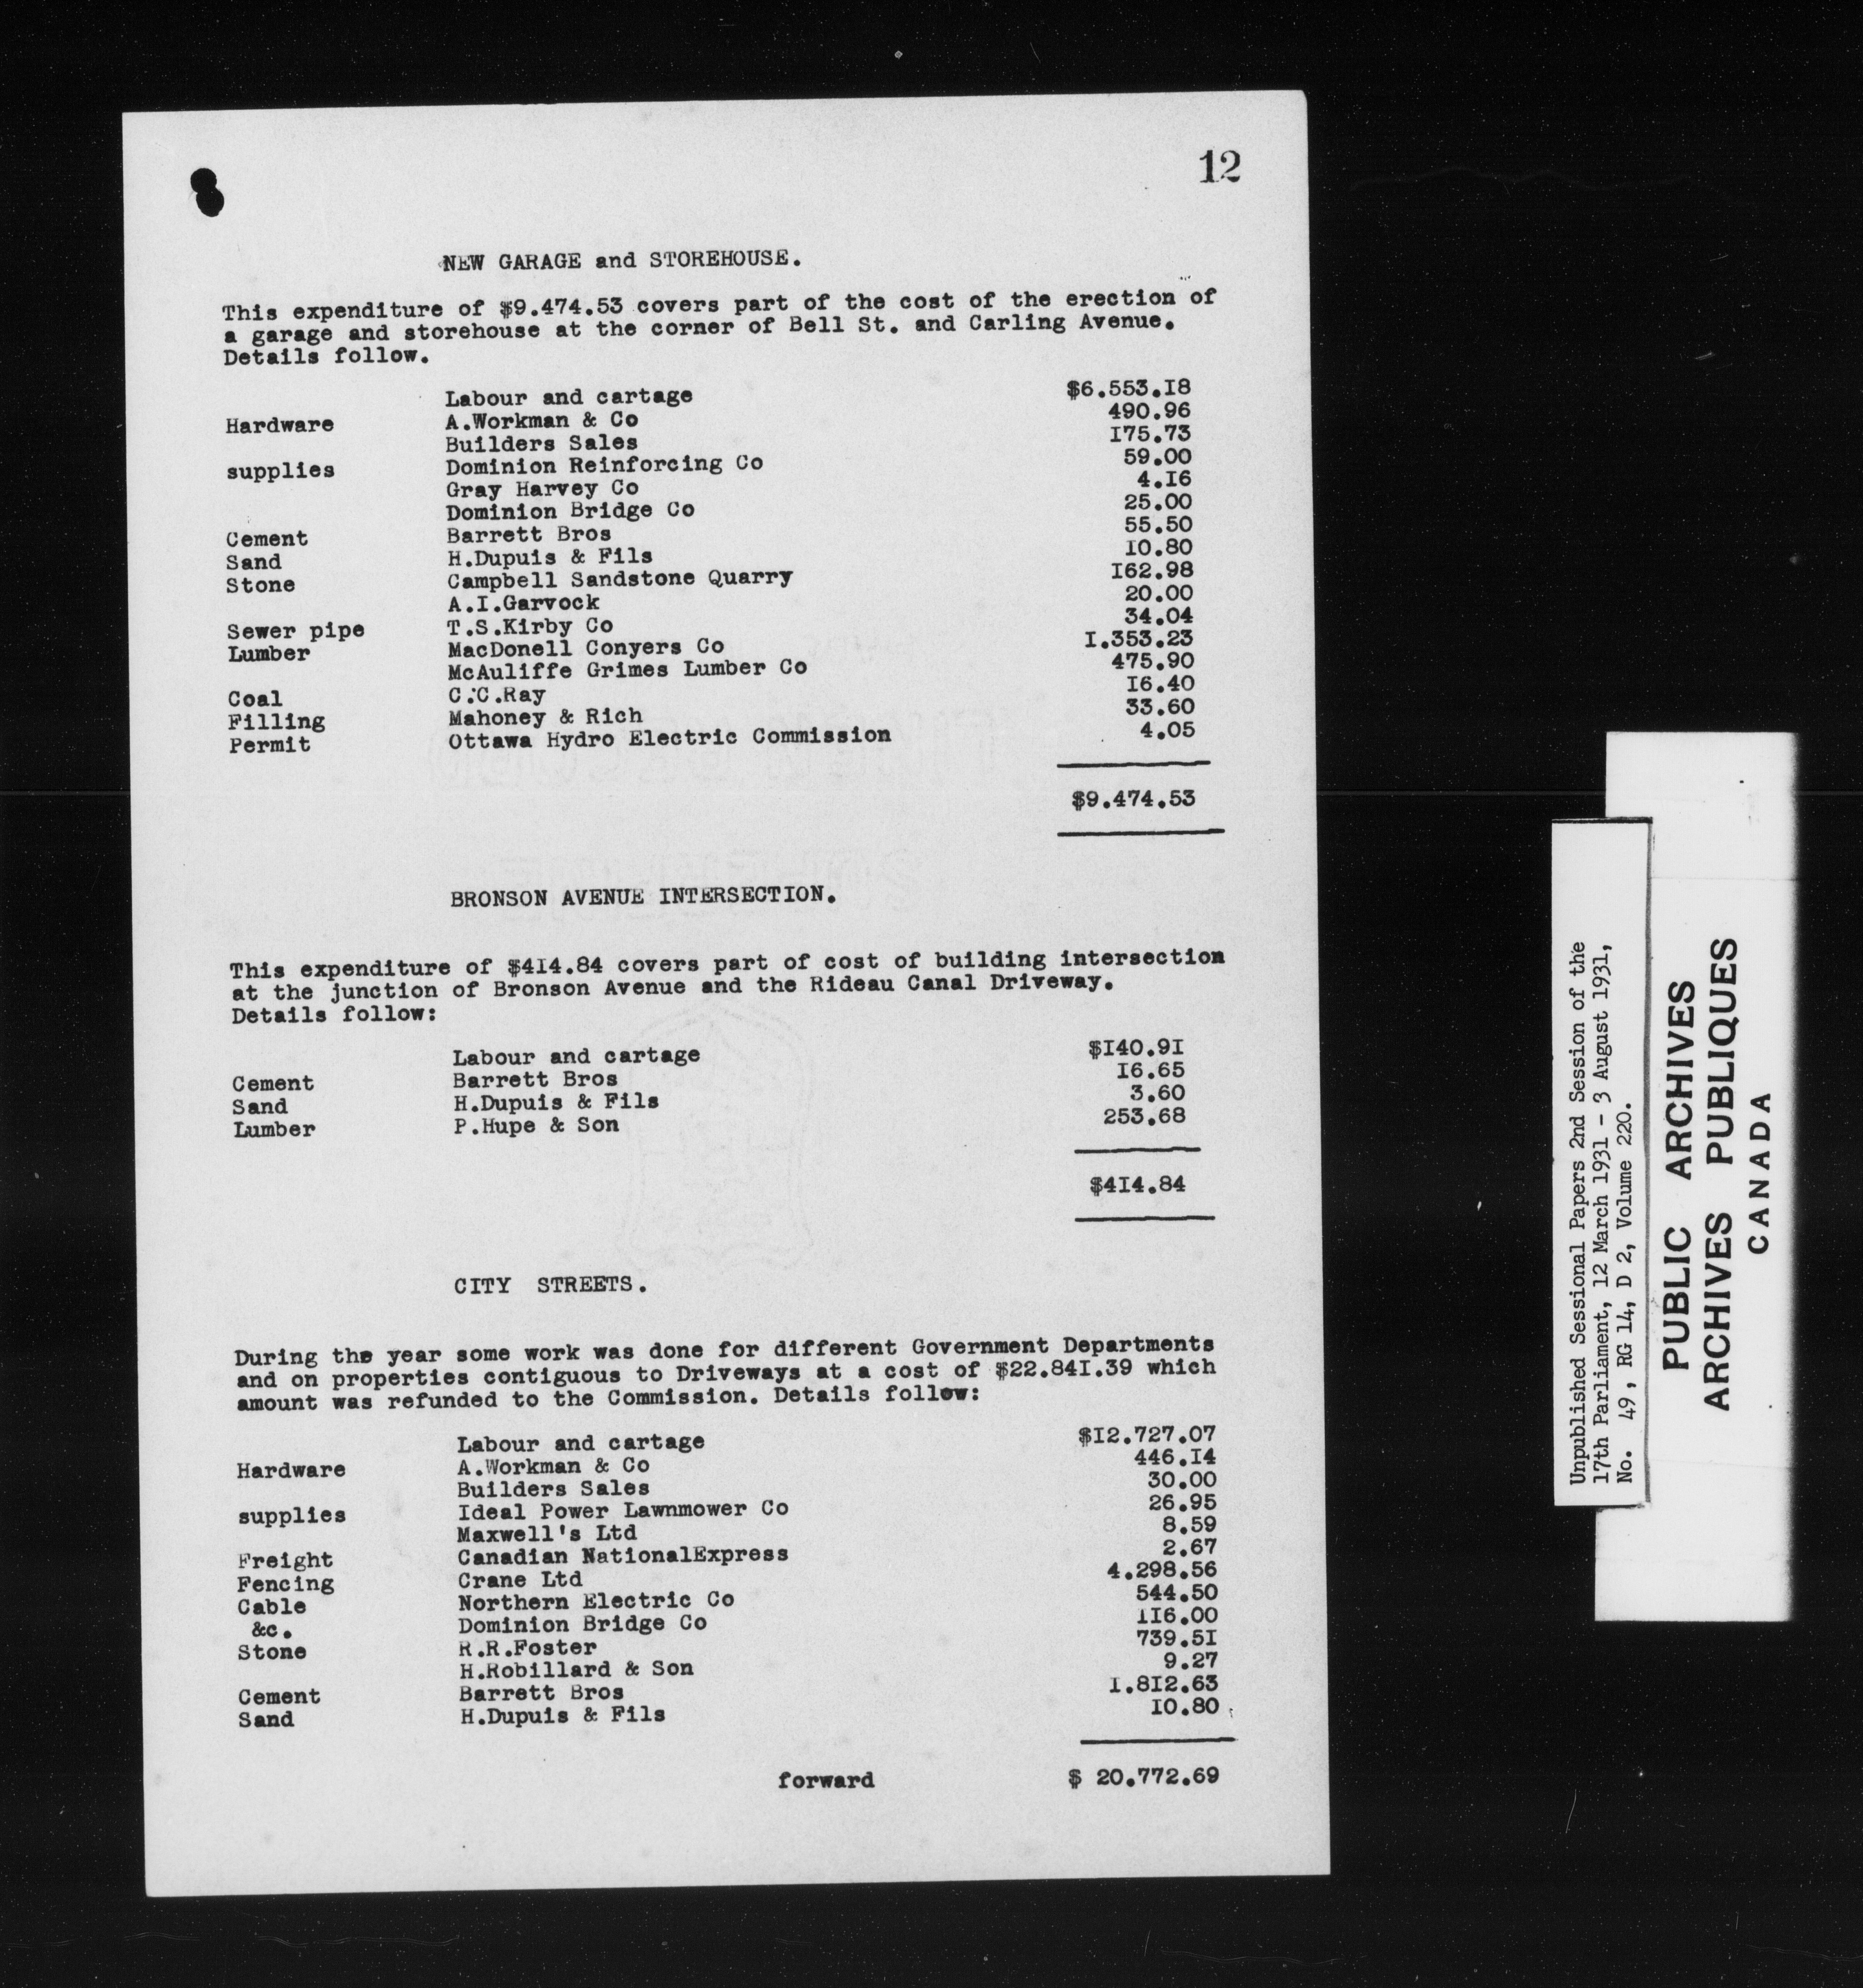 12
NEW GARAGE and STOREHOUSE.
This expenditure of $9.474.53 covers part of the cost of the erection of
a garage and storehouse at the corner of Bell St. and Carling Avenue.
Details follow.
Labour and cartage $6.553.I8
Hardware A.Workman & Co 490.96
Builders Sales I75.73
supplies Dominion Reinforcing Co 59.00
Gray Harvey Co 4.I6
Dominion Bridge Co 25.00
Cement Barrett Bros 55.50
Sand H.Dupuis & Fils I0.80
Stone Campbell Sandstone Quarry I62.98
A.I.Garvock 20.00
Sewer pipe T.S.Kirby Co 34.04
Lumber MacDonell Conyers Co I.353.23
McAuliffe Grimes Lumber Co 475.90
Coal C.C.Ray I6.40
Filling Mahoney & Rich 33.60
Permit Ottawa Hydro Electric Commission 4.05
$9.474.53
BRONSON AVENUE INTERSECTION.
This expenditure of $4I4.84 covers part of cost of building intersection
at the junction of Bronson Avenue and the Rideau Canal Driveway.
Details follow:
Labour and cartage $I40.9I
Cement Barrett Bros I6.65
Sand H.Dupuis & Fils 3.60
Lumber P.Hupe & Son 253.68
$4I4.84
CITY STREETS.
During the year some work was done for different Government Departments
and on properties contiguous to Driveways at a cost of $22.84I.39 which
amount was refunded to the Commission. Details follow:
Labour and cartage $I2.727.07
Hardware A.Workman & Co 446.I4
Builders Sales 30.00
supplies Ideal Power Lawnmower Co 26.95
Maxwell's Ltd 8.59
Freight Canadian NationalExpress 2.67
Fencing Crane Ltd 4.298.56
Cable Northern Electric Co 544.50
&c. Dominion Bridge Co II6.00
Stone R.R.Foster 739.5I
H.Robillard & Son 9.27
Cement Barrett Bros I.8I2.63
Sand H.Dupuis & Fils I0.80
forward $ 20.772.69
Unpublished Sessional Papers 2nd Session of the
17th Parliament, 12 March 1931 - 3 August 1931,
No. 49, RG 14, D 2, Volume 220.
PUBLIC ARCHIVES
ARCHIVES PUBLIQUES
CANADA